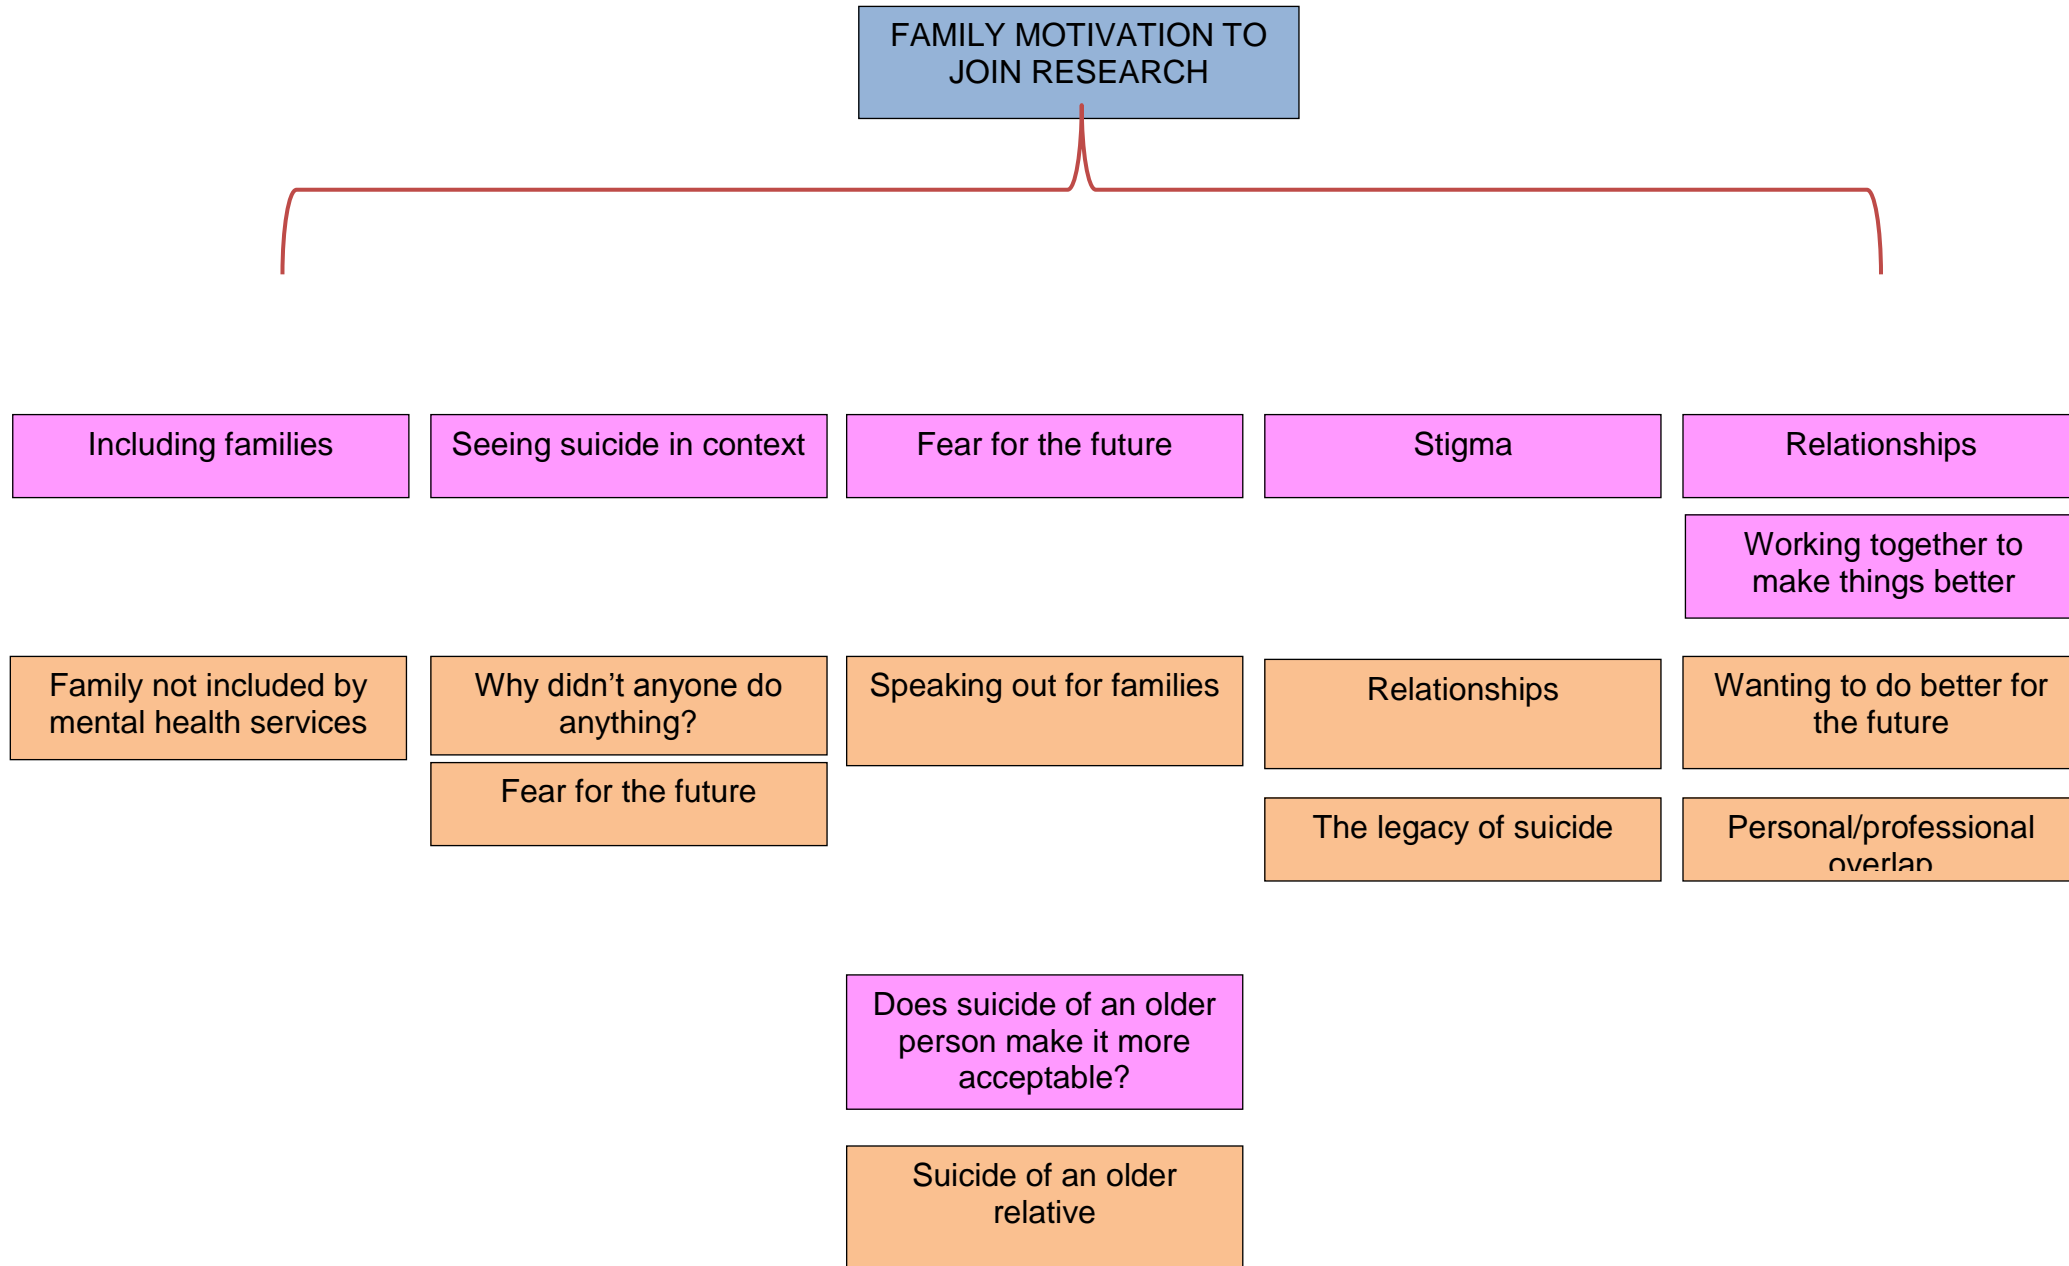 FAMILY MOTIVATION TO
JOIN RESEARCH
Including families
Seeing suicide in context
Fear for the future
Stigma
Relationships
Working together to
make things better
Family not included by
mental health services
Why didn’t anyone do
anything?
Fear for the future
Speaking out for families
Relationships
The legacy of suicide
Wanting to do better for
the future
Personal/professional
overlap
Does suicide of an older
person make it more
acceptable?
Suicide of an older
relative